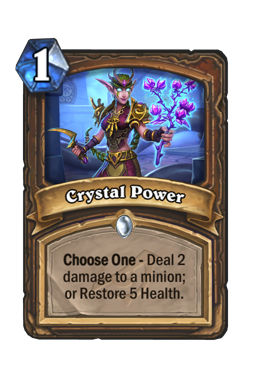 1
Crystal Power
Choose One - Deal 2
damage to a minion;
or Restore 5 Health.